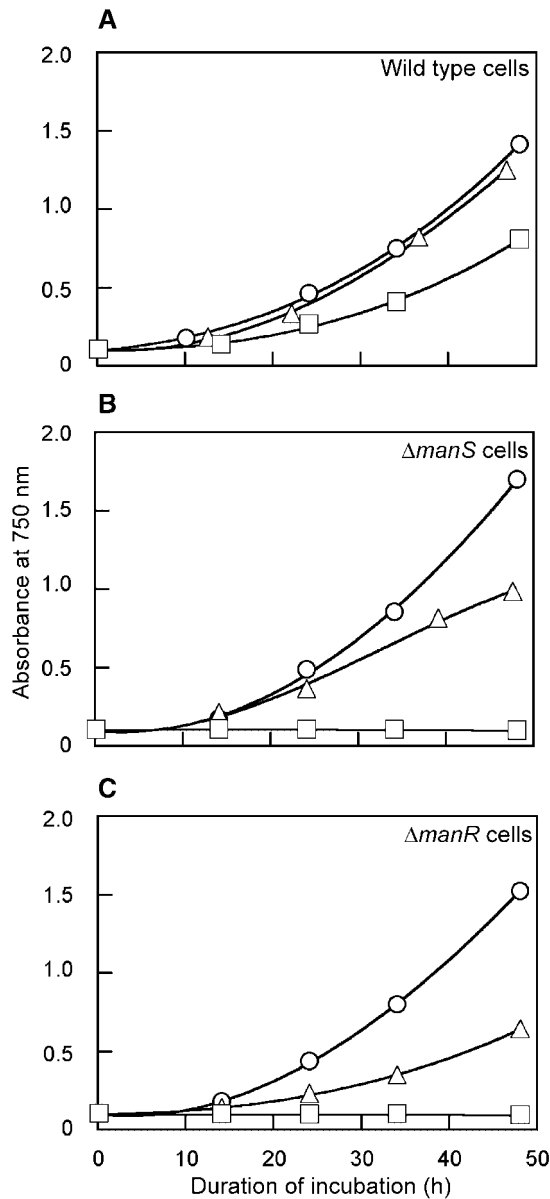 A
Wild type cells
2.0
1.5
1.0
0.5
0
B
ΔmanS cells
2.0
1.5
1.0
0.5
0
Absorbance at 750 nm
C
ΔmanR cells
2.0
1.5
1.0
0.5
0
0 10 20 30 40 50
Duration of incubation (h)